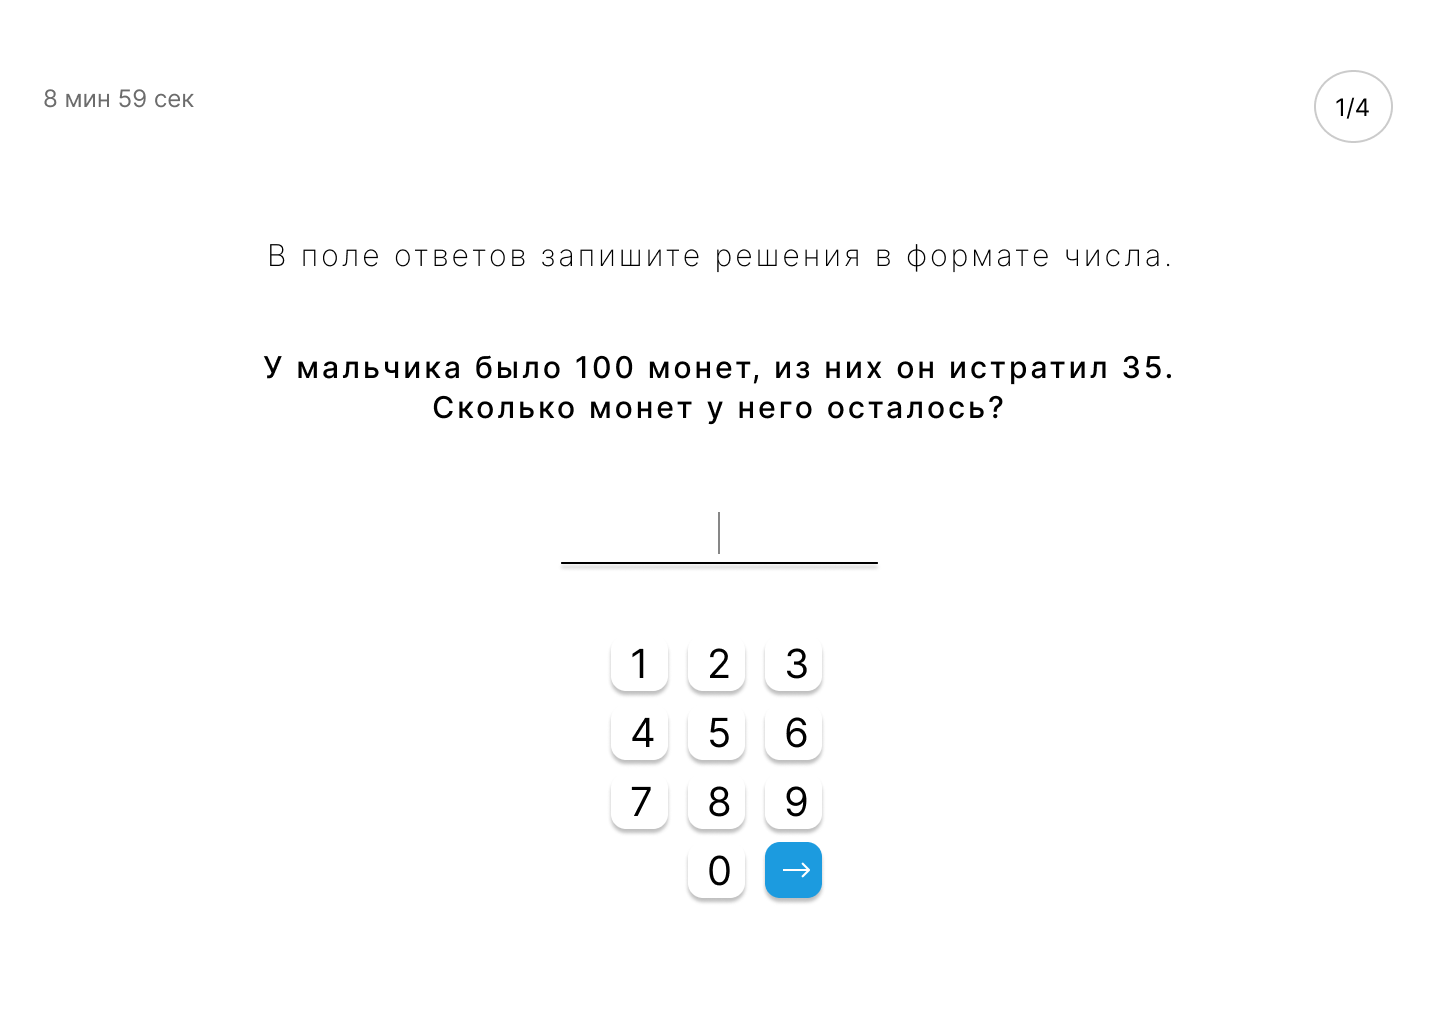 8 мин 59 сек
1/4
В поле ответов запишите решения в формате числа.
У мальчика было 100 монет, из них он истратил 35.
Сколько монет у него осталось?
1 2 3
4 5 6
7 8 9
0 →